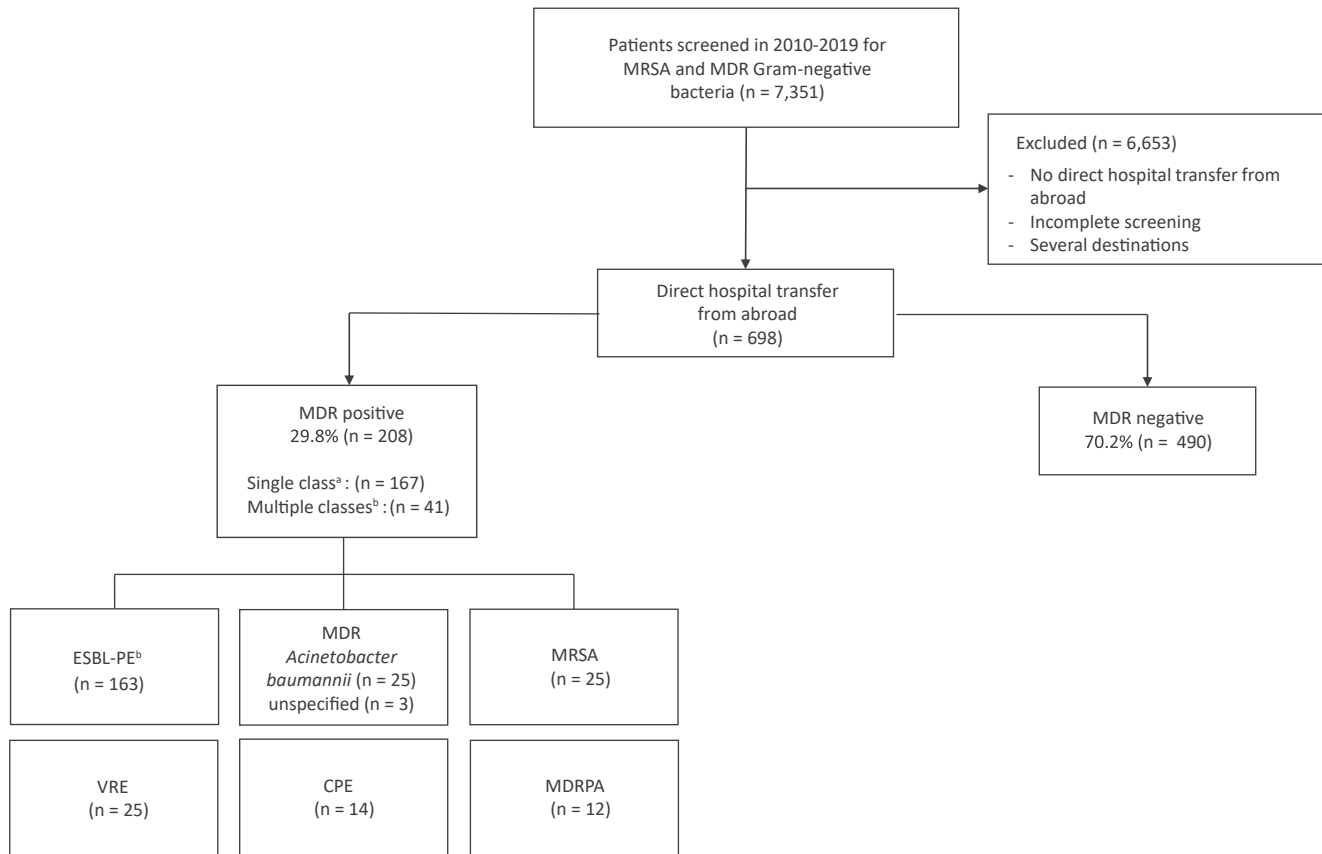 Patients screened in 2010-2019 for
MRSA and MDR Gram-negative
bacteria (n = 7,351)
Excluded (n = 6,653)
- No direct hospital transfer from
abroad
- Incomplete screening
- Several destinations
Direct hospital transfer
from abroad
(n = 698)
MDR positive
29.8% (n = 208)
Single classᵃ : (n = 167)
Multiple classesᵇ : (n = 41)
MDR negative
70.2% (n = 490)
ESBL-PEᵇ
(n = 163)
MDR
Acinetobacter
baumannii (n = 25)
unspecified (n = 3)
MRSA
(n = 25)
VRE
(n = 25)
CPE
(n = 14)
MDRPA
(n = 12)